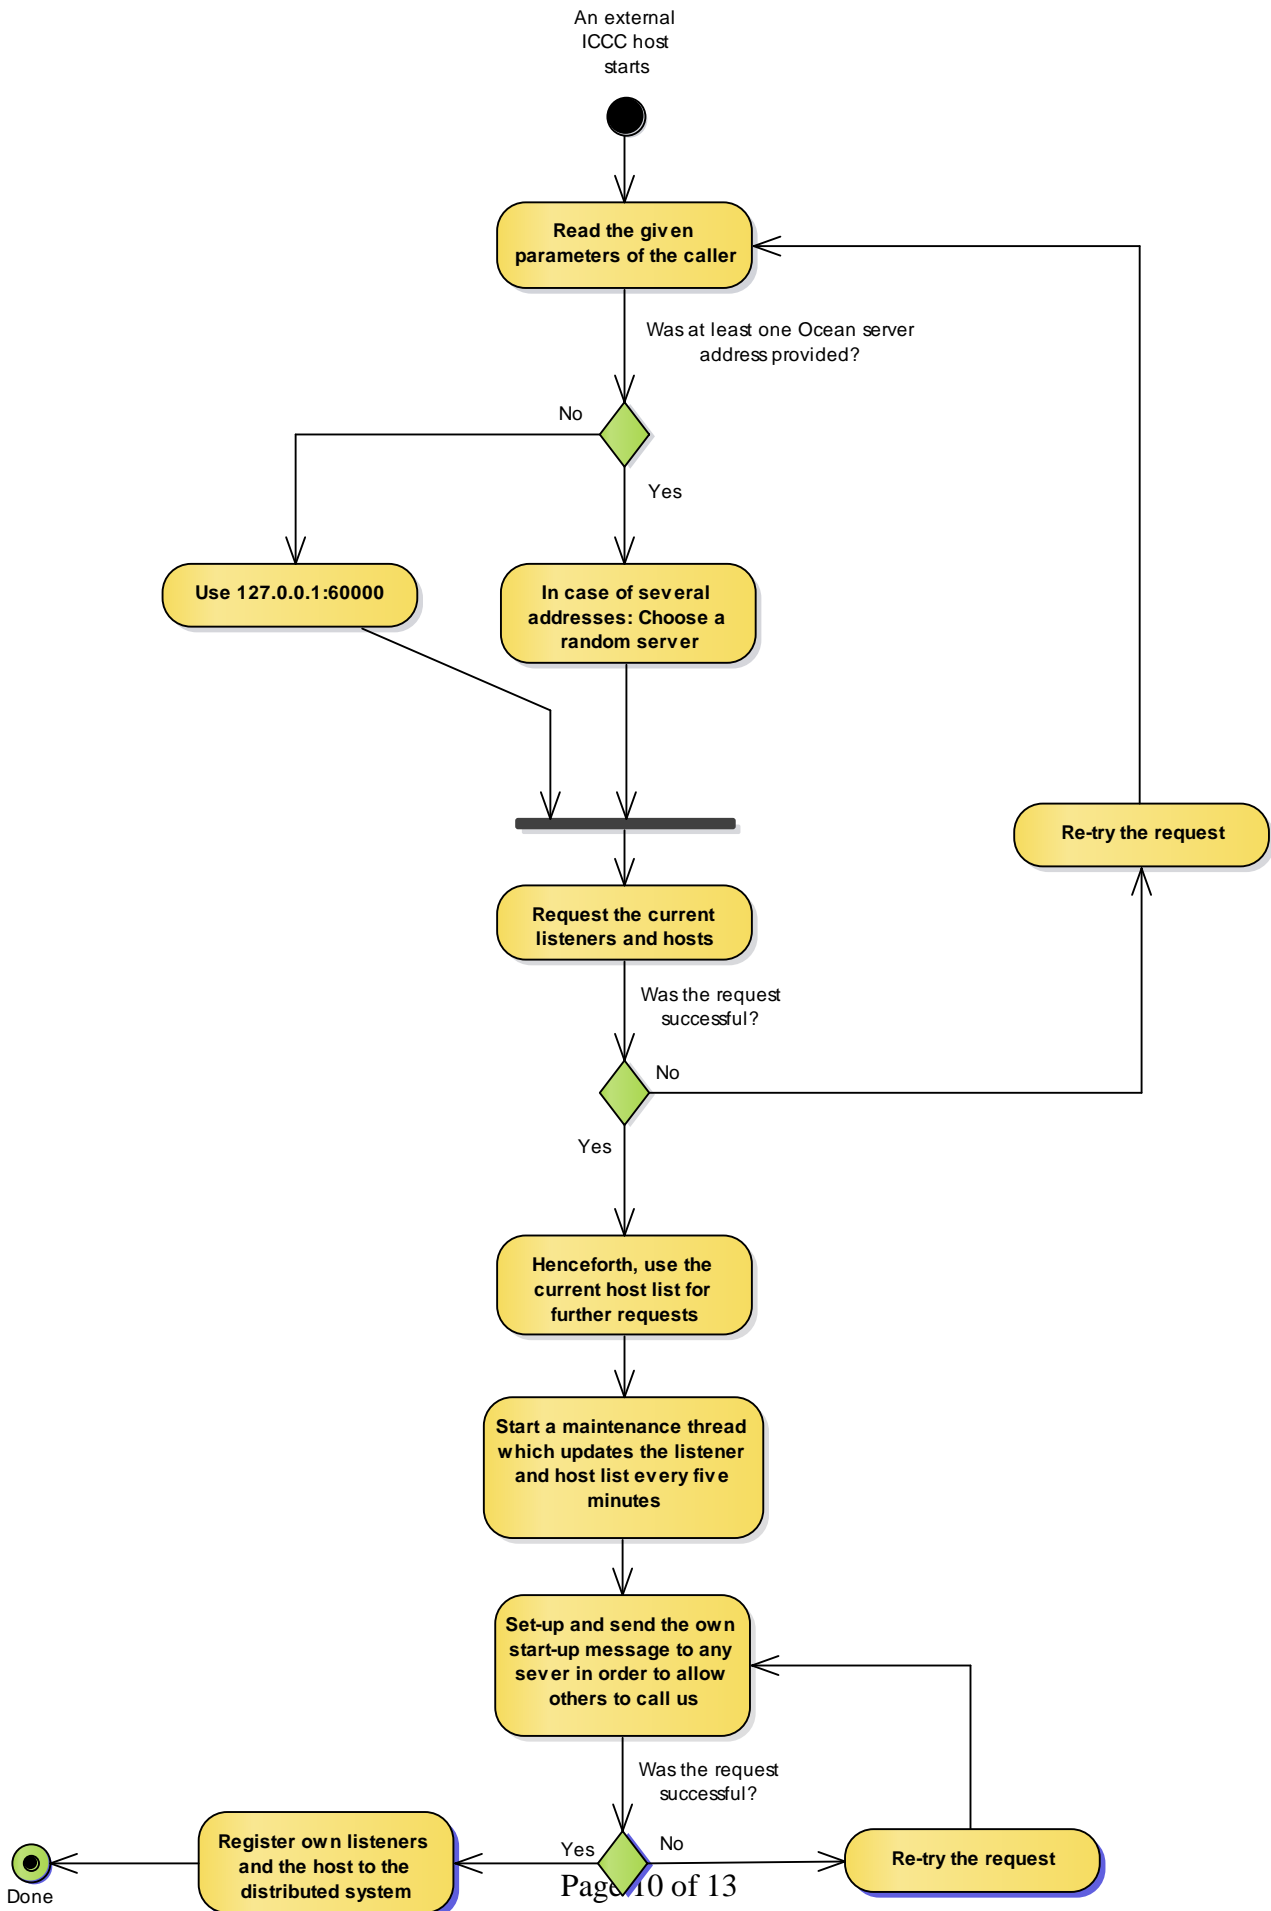 An external
ICCC host
starts
Read the given
parameters of the caller
Was at least one Ocean server
address provided?
No
Yes
Use 127.0.0.1:60000
In case of several
addresses: Choose a
random server
Re-try the request
Request the current
listeners and hosts
Was the request
successful?
No
Yes
Henceforth, use the
current host list for
further requests
Start a maintenance thread
which updates the listener
and host list every five
minutes
Set-up and send the own
start-up message to any
sever in order to allow
others to call us
Was the request
successful?
Register own listeners
and the host to the
distributed system
Yes
No
Re-try the request
Done
Page 10 of 13